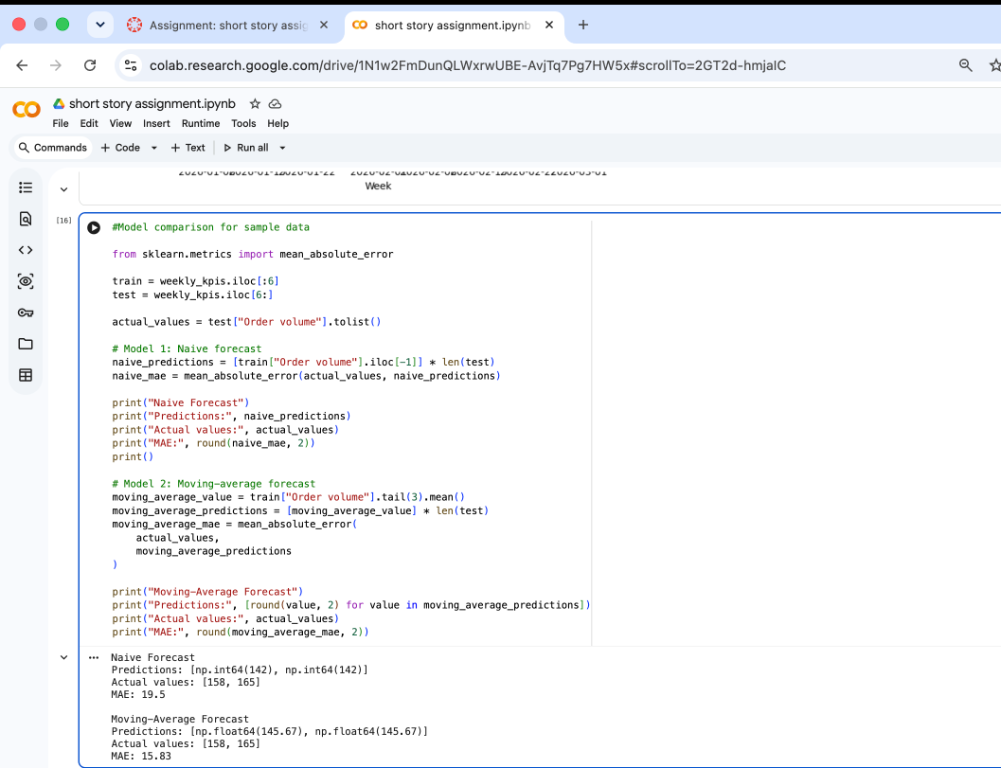 Assignment: short story assig
short story assignment.ipynb
colab.research.google.com/drive/1N1w2FmDunQLWxrwUBE-AvjTq7Pg7HW5x#scrollTo=2GT2d-hmjalC
short story assignment.ipynb
File Edit View Insert Runtime Tools Help
Commands + Code + Text Run all
Week
[16]
#Model comparison for sample data
from sklearn.metrics import mean_absolute_error
train = weekly_kpis.iloc[:6]
test = weekly_kpis.iloc[6:]
actual_values = test["Order volume"].tolist()
# Model 1: Naive forecast
naive_predictions = [train["Order volume"].iloc[-1]] * len(test)
naive_mae = mean_absolute_error(actual_values, naive_predictions)
print("Naive Forecast")
print("Predictions:", naive_predictions)
print("Actual values:", actual_values)
print("MAE:", round(naive_mae, 2))
print()
# Model 2: Moving-average forecast
moving_average_value = train["Order volume"].tail(3).mean()
moving_average_predictions = [moving_average_value] * len(test)
moving_average_mae = mean_absolute_error(
    actual_values,
    moving_average_predictions
)
print("Moving-Average Forecast")
print("Predictions:", [round(value, 2) for value in moving_average_predictions])
print("Actual values:", actual_values)
print("MAE:", round(moving_average_mae, 2))
Naive Forecast
Predictions: [np.int64(142), np.int64(142)]
Actual values: [158, 165]
MAE: 19.5
Moving-Average Forecast
Predictions: [np.float64(145.67), np.float64(145.67)]
Actual values: [158, 165]
MAE: 15.83